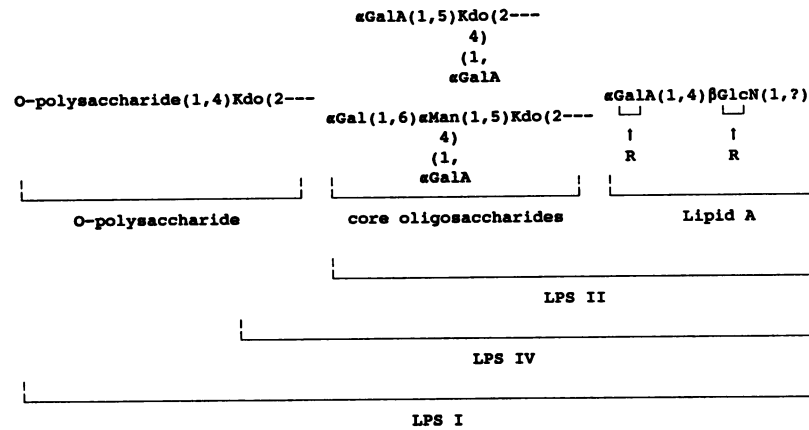 αGalA(1,5)Kdo(2---
4)
(1,
αGalA
O-polysaccharide(1,4)Kdo(2---
αGalA(1,4)βGlcN(1,?)
αGal(1,6)αMan(1,5)Kdo(2---
4)
(1,
αGalA
↑ ↑
R R
O-polysaccharide core oligosaccharides Lipid A
LPS II
LPS IV
LPS I